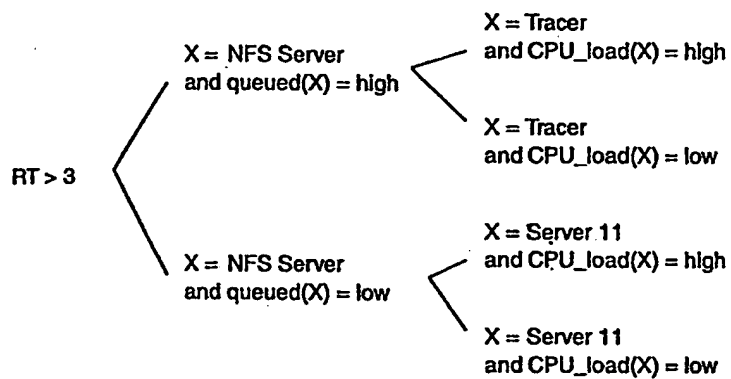 X = Tracer
and CPU_load(X) = high
X = NFS Server
and queued(X) = high
X = Tracer
and CPU_load(X) = low
RT > 3
X = Server 11
and CPU_load(X) = high
X = NFS Server
and queued(X) = low
X = Server 11
and CPU_load(X) = low